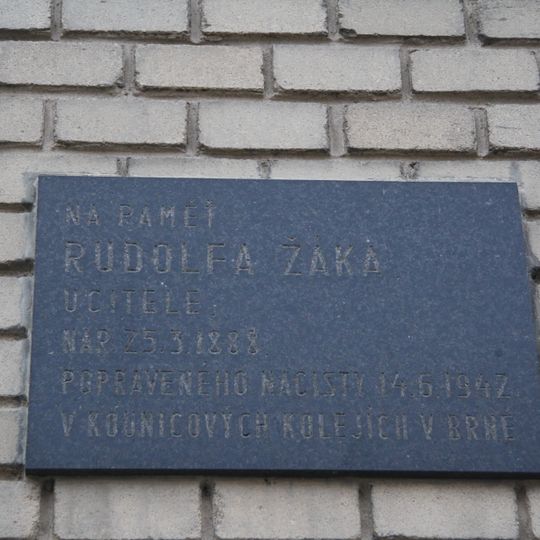 NA PAMĚŤ
RUDOLFA ŽÁKA
UČITELE
NAR. 25.3.1888
POPRAVENÉHO NACISTY 14.6.1942
V KOUNICOVÝCH KOLEJÍCH V BRNĚ